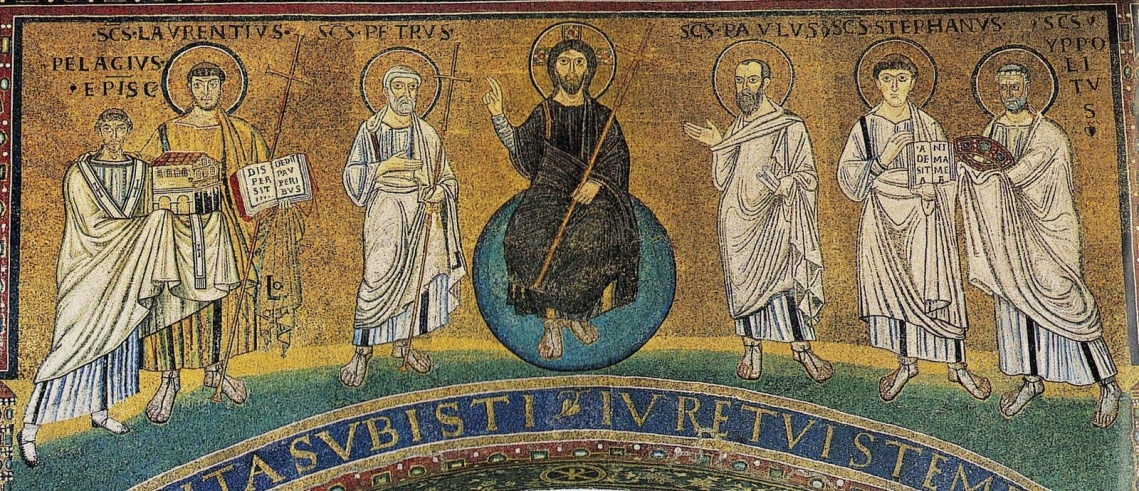 SCS·LAVRENTIVS·
SCS·PETRVS·
SCS·PAVLVS
SCS·STEPHANVS
·SCS·
YPPO
LI
TV
S
PELAGIVS
·EPISC
DIS
PER
SIT
DEDIT
PAV
PERI
BVS
A
DE
SIT
A
NI
MA
ME
TASVBISTI IVRETVISTEM